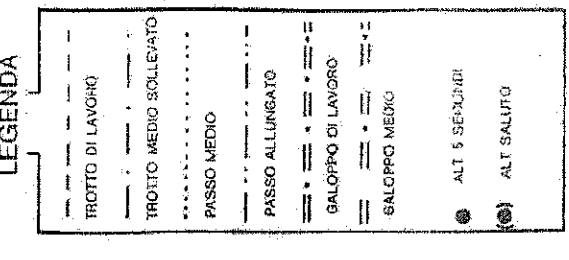 LEGENDA
TROTTO DI LAVORO
TROTTO MEDIO SOLLEVATO
PASSO MEDIO
PASSO ALLUNGATO
GALOPPO DI LAVORO
GALOPPO MEDIO
ALT 5 SECONDI
ALT SALUTO